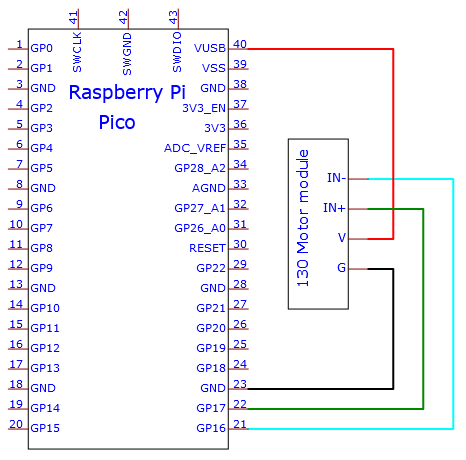 41 42 43
SWCLK SWGND SWDIO
1 GP0 VUSB 40
2 GP1 VSS 39
3 GND GND 38
Raspberry Pi
4 GP2 3V3_EN 37
Pico
5 GP3 3V3 36
6 GP4 ADC_VREF 35
7 GP5 GP28_A2 34
8 GND AGND 33
9 GP6 GP27_A1 32
10 GP7 GP26_A0 31
11 GP8 RESET 30
12 GP9 GP22 29
13 GND GND 28
14 GP10 GP21 27
15 GP11 GP20 26
16 GP12 GP19 25
17 GP13 GP18 24
18 GND GND 23
19 GP14 GP17 22
20 GP15 GP16 21
130 Motor module
IN-
IN+
V
G